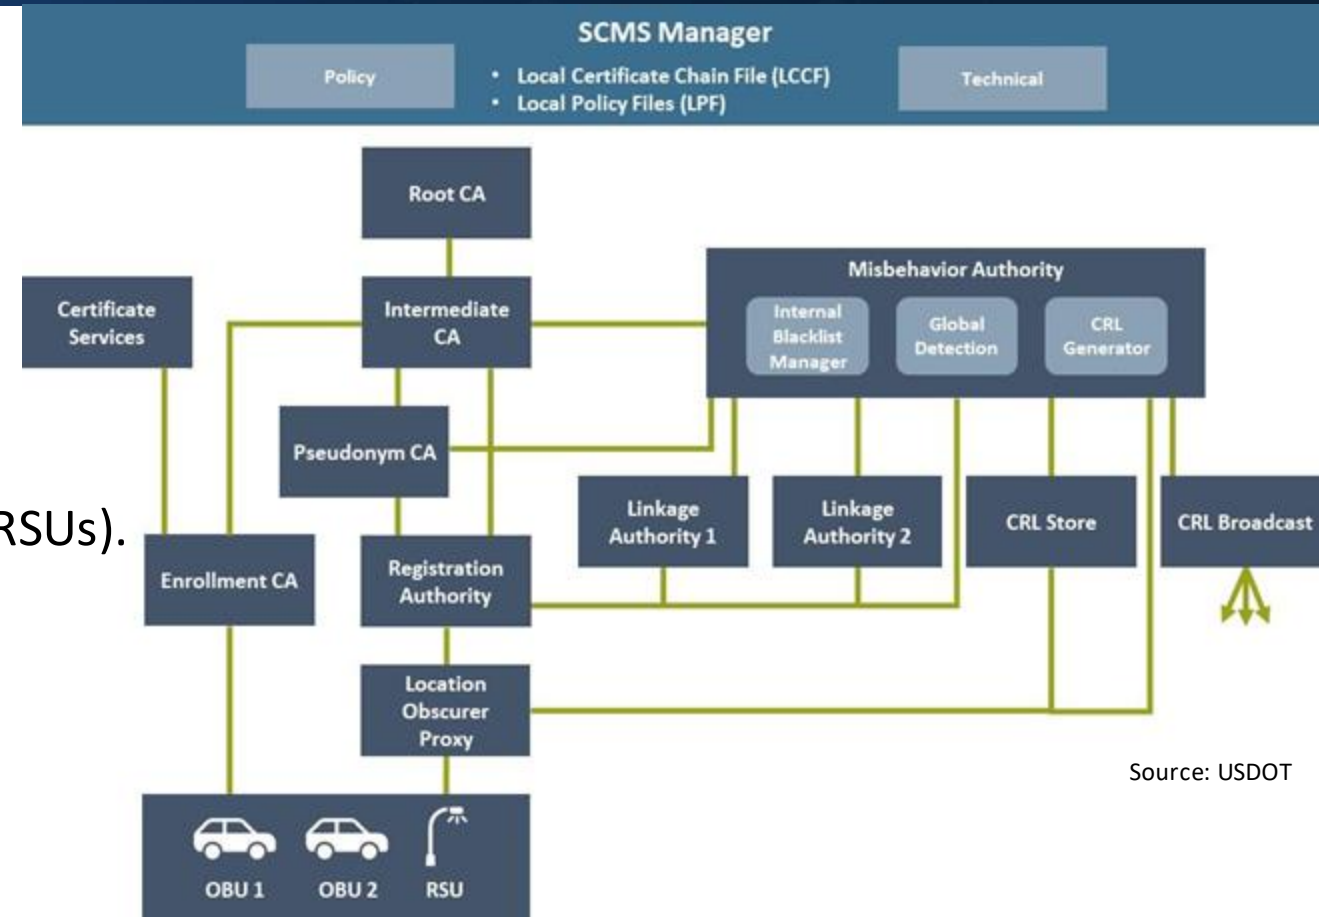 SCMS Manager
Policy
• Local Certificate Chain File (LCCF)
• Local Policy Files (LPF)
Technical
Root CA
Certificate
Services
Intermediate
CA
Misbehavior Authority
Internal
Blacklist
Manager
Global
Detection
CRL
Generator
Pseudonym CA
RSUs).
Enrollment CA
Registration
Authority
Linkage
Authority 1
Linkage
Authority 2
CRL Store
CRL Broadcast
Location
Obscurer
Proxy
Source: USDOT
OBU 1
OBU 2
RSU